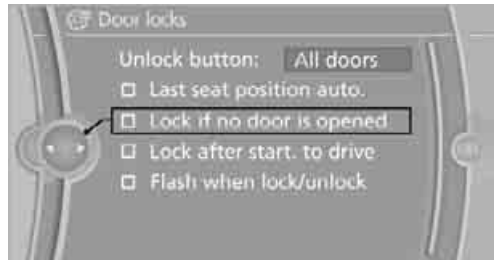 Door locks
Unlock button: All doors
Last seat position auto.
Lock if no door is opened
Lock after start. to drive
Flash when lock/unlock